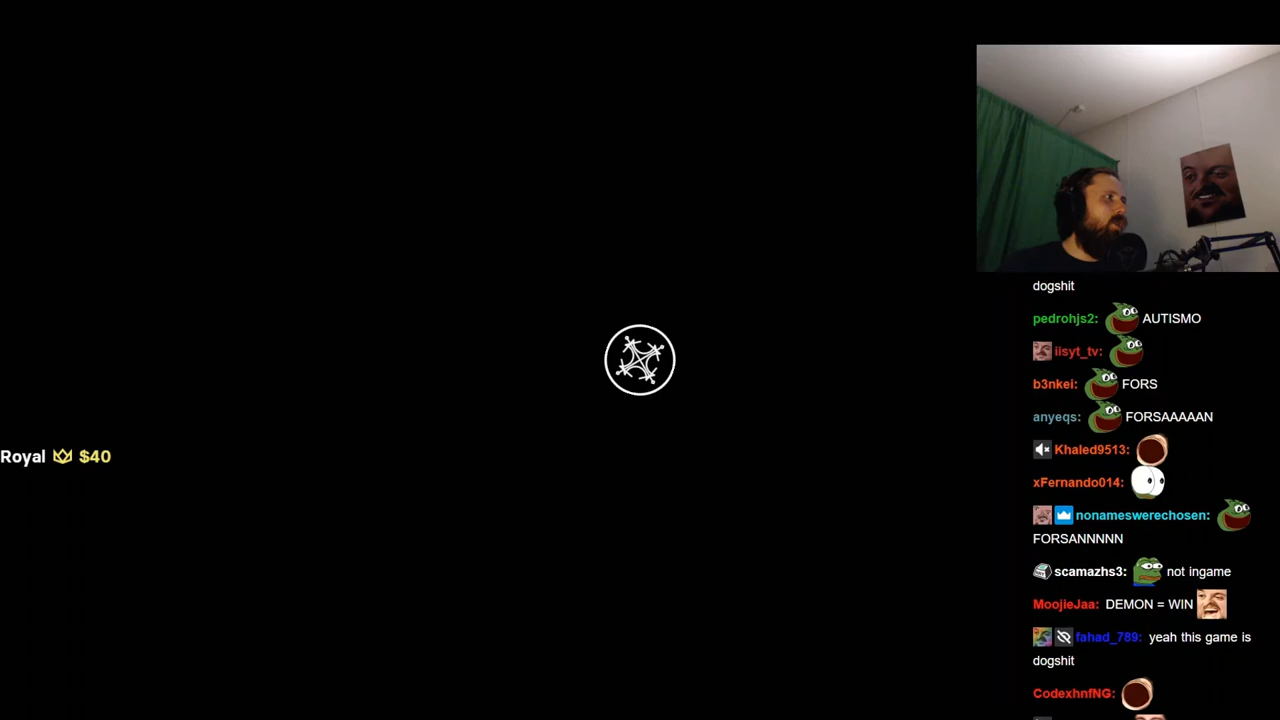 dogshit
pedrohjs2: AUTISMO
iisyt_tv:
b3nkei: FORS
anyeqs: FORSAAAAAN
Royal $40
Khaled9513:
xFernando014:
nonameswerechosen:
FORSANNNNN
scamazhs3: not ingame
MoojieJaa: DEMON = WIN
fahad_789: yeah this game is
dogshit
CodexhnfNG: